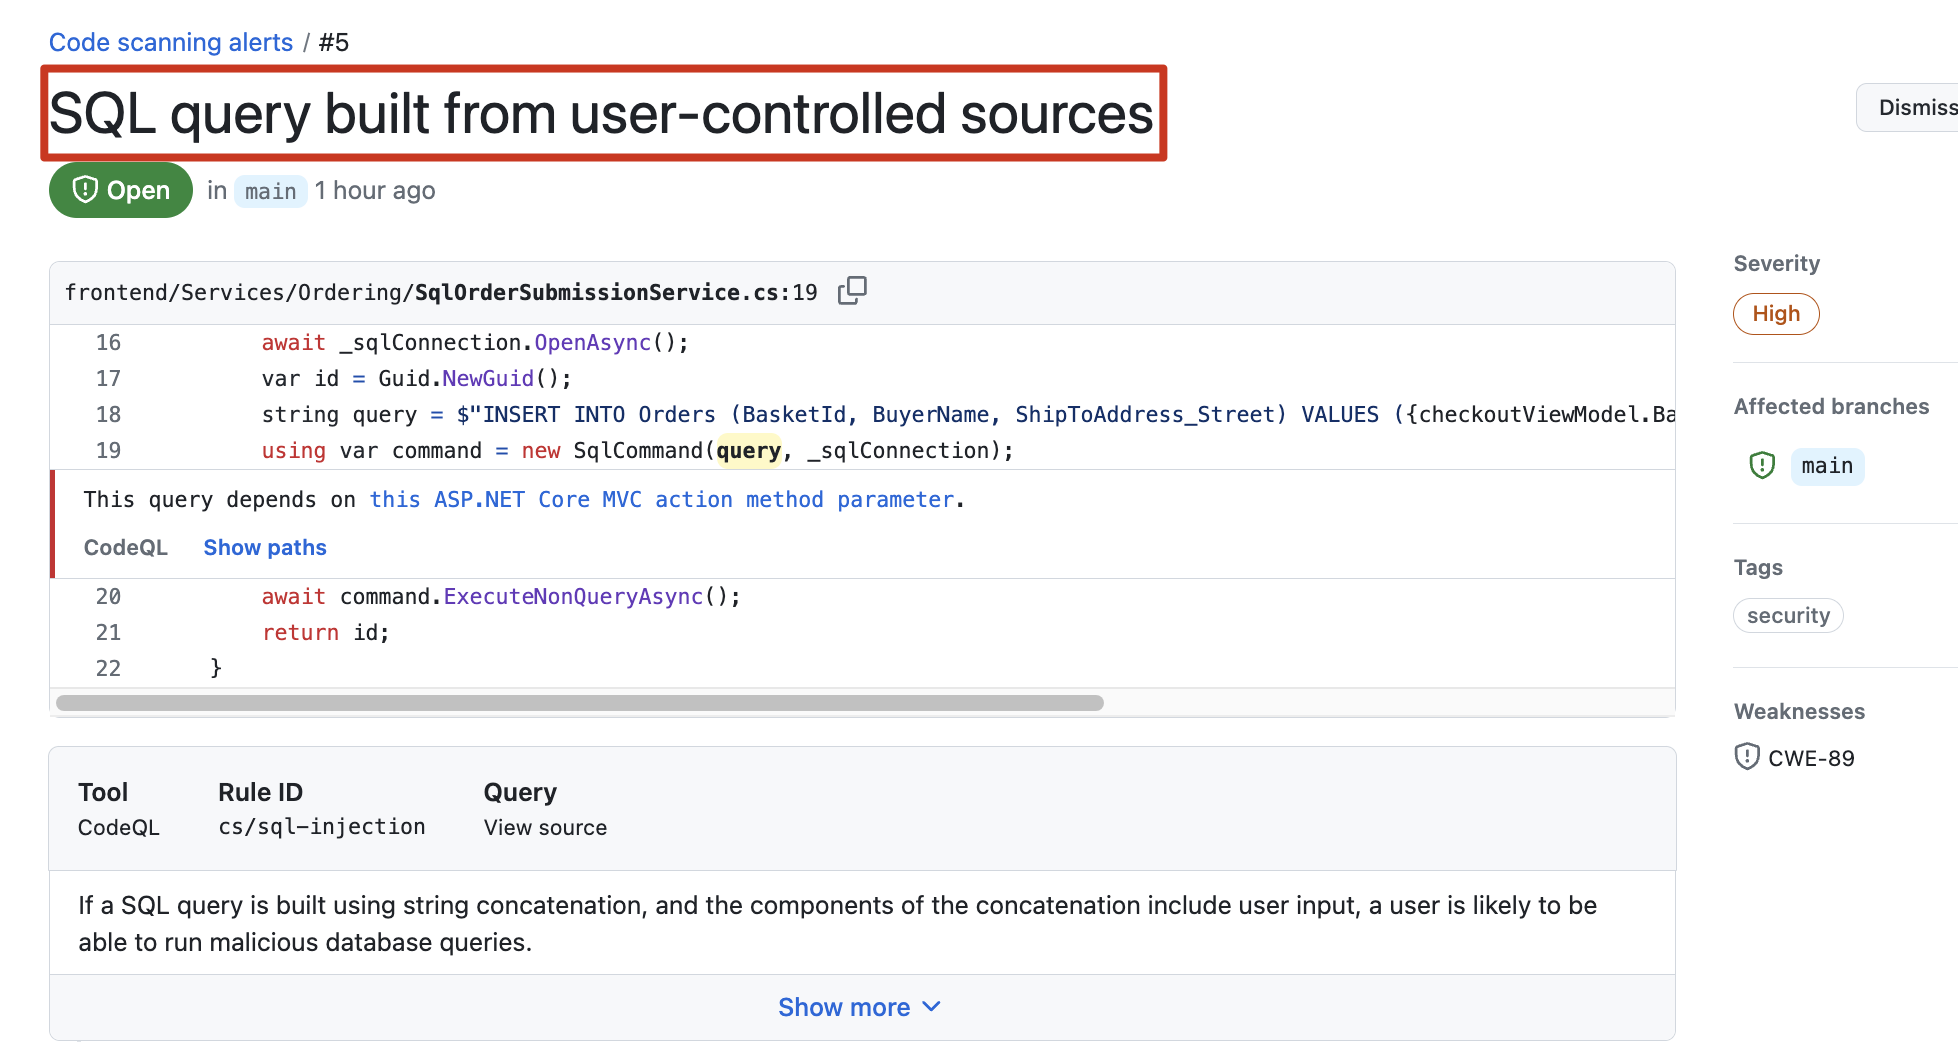 Code scanning alerts / #5
SQL query built from user-controlled sources
Dismiss
Open in main 1 hour ago
frontend/Services/Ordering/SqlOrderSubmissionService.cs:19
16 await _sqlConnection.OpenAsync();
17 var id = Guid.NewGuid();
18 string query = $"INSERT INTO Orders (BasketId, BuyerName, ShipToAddress_Street) VALUES ({checkoutViewModel.Ba
19 using var command = new SqlCommand(query, _sqlConnection);
This query depends on this ASP.NET Core MVC action method parameter.
CodeQL Show paths
20 await command.ExecuteNonQueryAsync();
21 return id;
22 }
Tool Rule ID Query
CodeQL cs/sql-injection View source
If a SQL query is built using string concatenation, and the components of the concatenation include user input, a user is likely to be
able to run malicious database queries.
Show more
Severity
High
Affected branches
main
Tags
security
Weaknesses
CWE-89